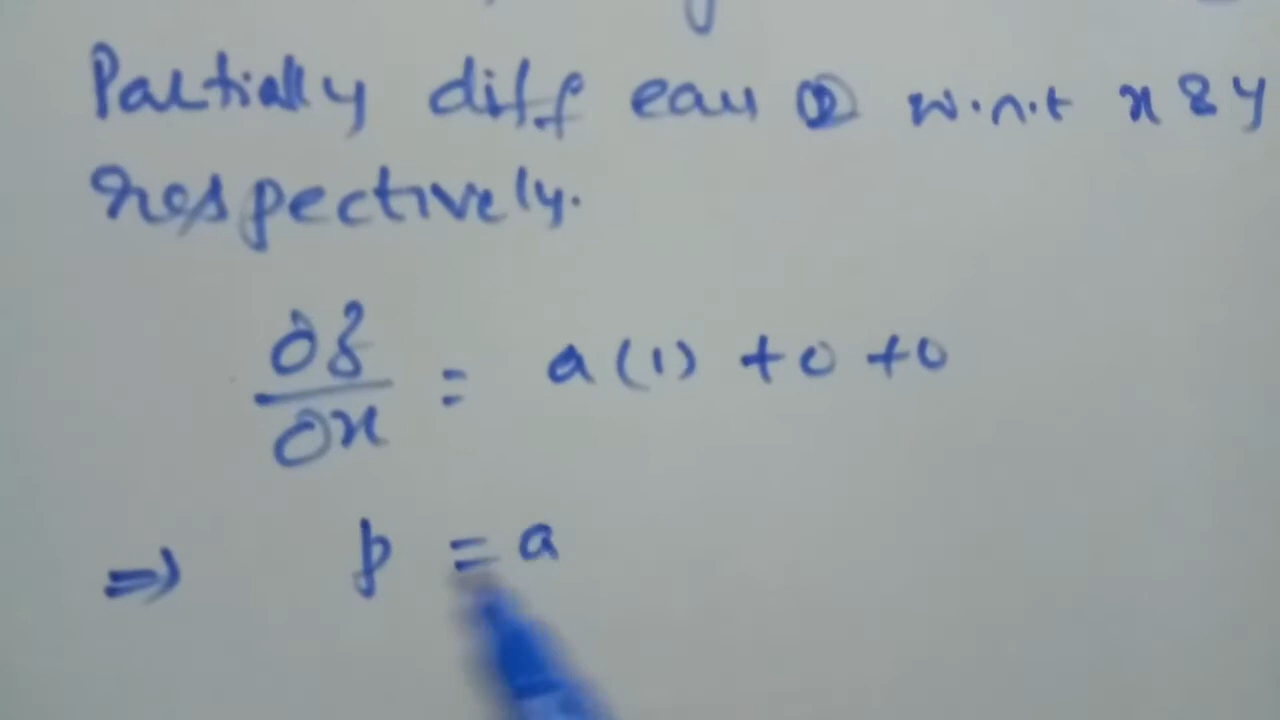 Partially diff eqn ① w.r.t x & y
respectively.
∂z/∂x = a(1) + 0 + 0
⇒ p = a